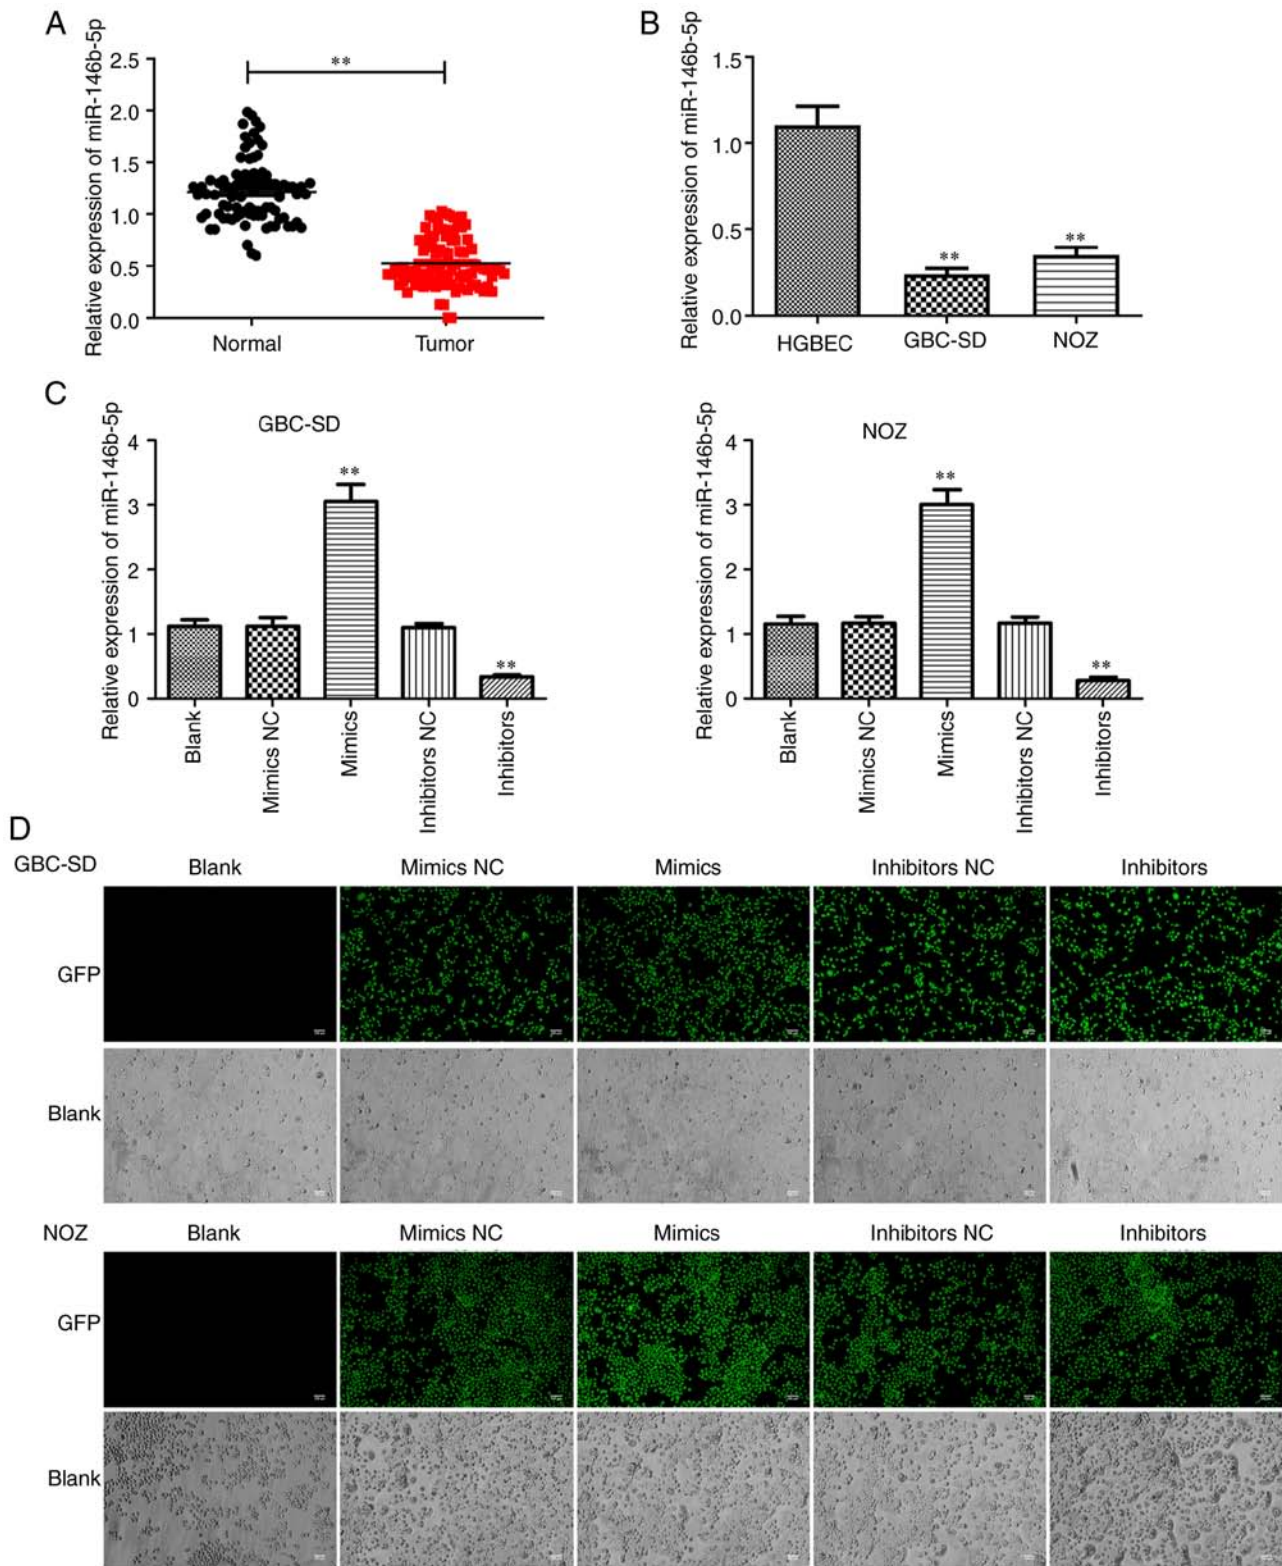 A
Relative expression of miR-146b-5p
2.5
2.0
1.5
1.0
0.5
0.0
**
Normal
Tumor
B
Relative expression of miR-146b-5p
1.5
1.0
0.5
0.0
**
**
HGBEC
GBC-SD
NOZ
C
GBC-SD
Relative expression of miR-146b-5p
4
3
2
1
0
**
**
Blank
Mimics NC
Mimics
Inhibitors NC
Inhibitors
NOZ
Relative expression of miR-146b-5p
4
3
2
1
0
**
**
Blank
Mimics NC
Mimics
Inhibitors NC
Inhibitors
D
GBC-SD Blank Mimics NC Mimics Inhibitors NC Inhibitors
GFP
Blank
NOZ Blank Mimics NC Mimics Inhibitors NC Inhibitors
GFP
Blank